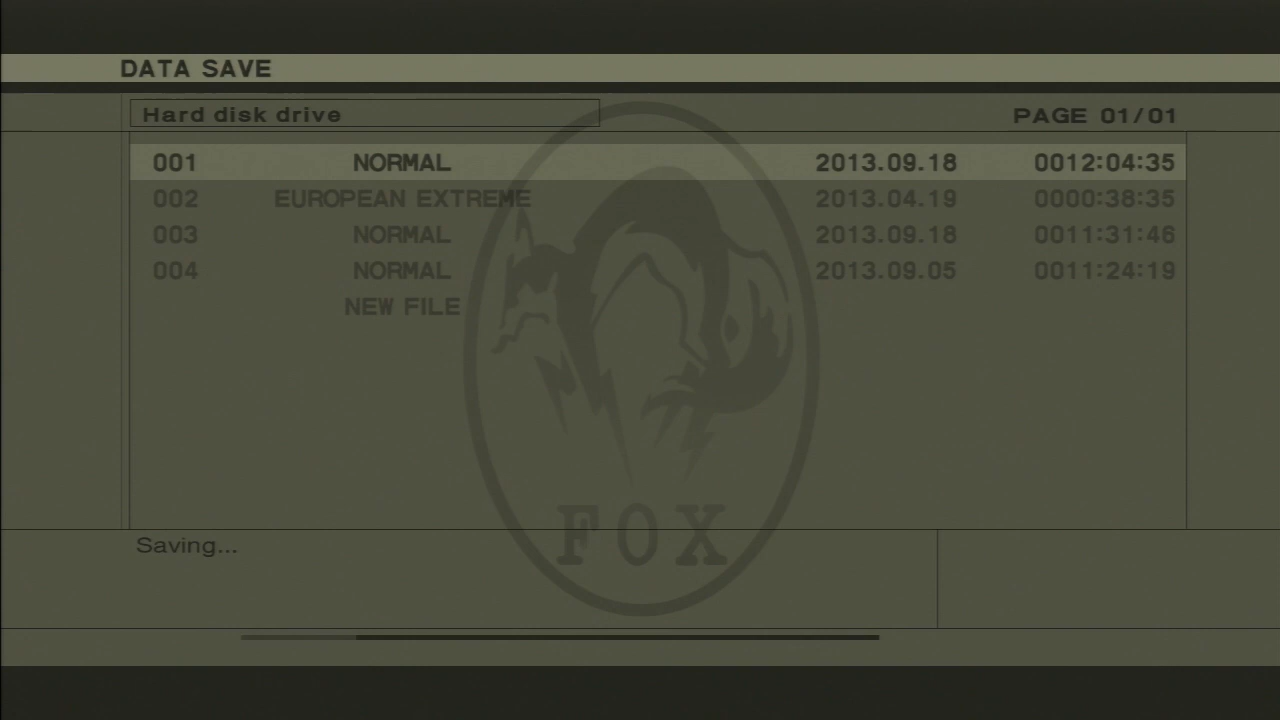 DATA SAVE
Hard disk drive PAGE 01/01
001 NORMAL 2013.09.18 0012:04:35
002 EUROPEAN EXTREME 2013.04.19 0000:38:35
003 NORMAL 2013.09.18 0011:31:46
004 NORMAL 2013.09.05 0011:24:19
NEW FILE
FOX
Saving...